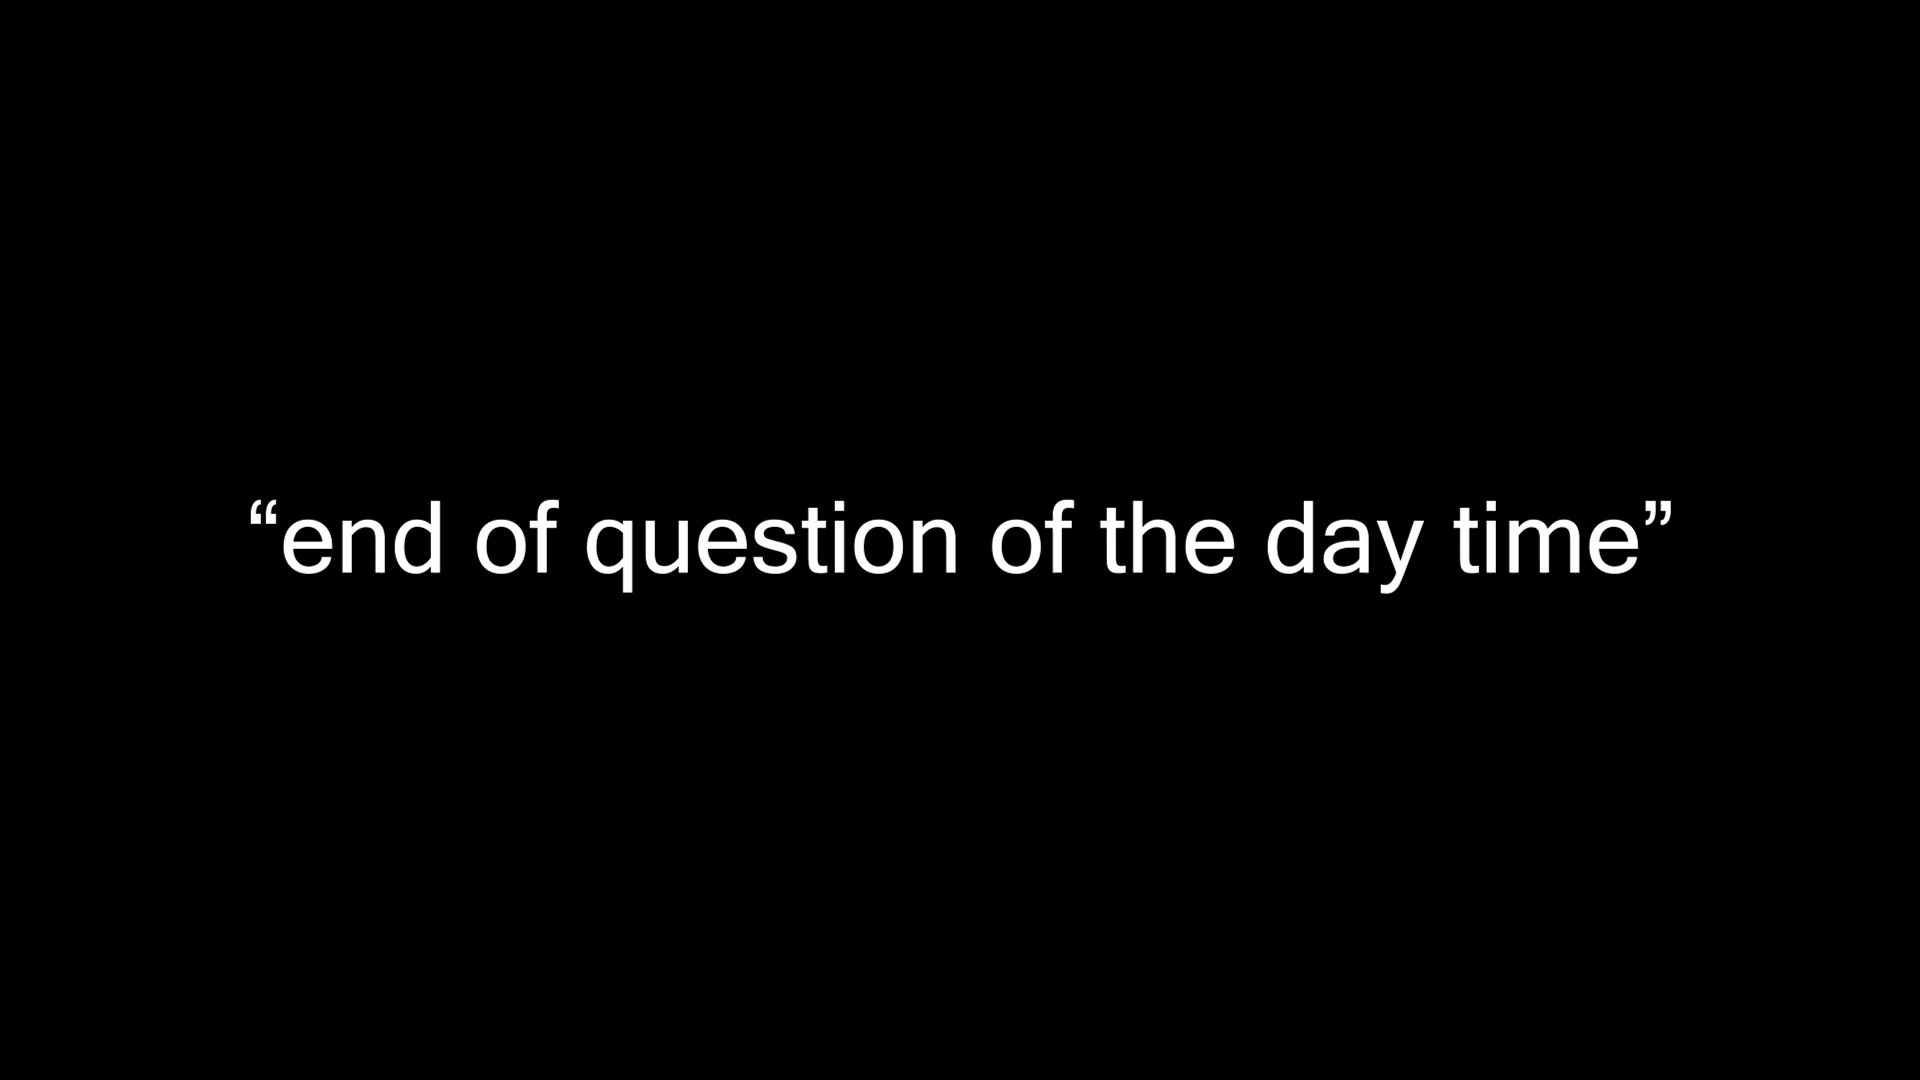 “end of question of the day time”